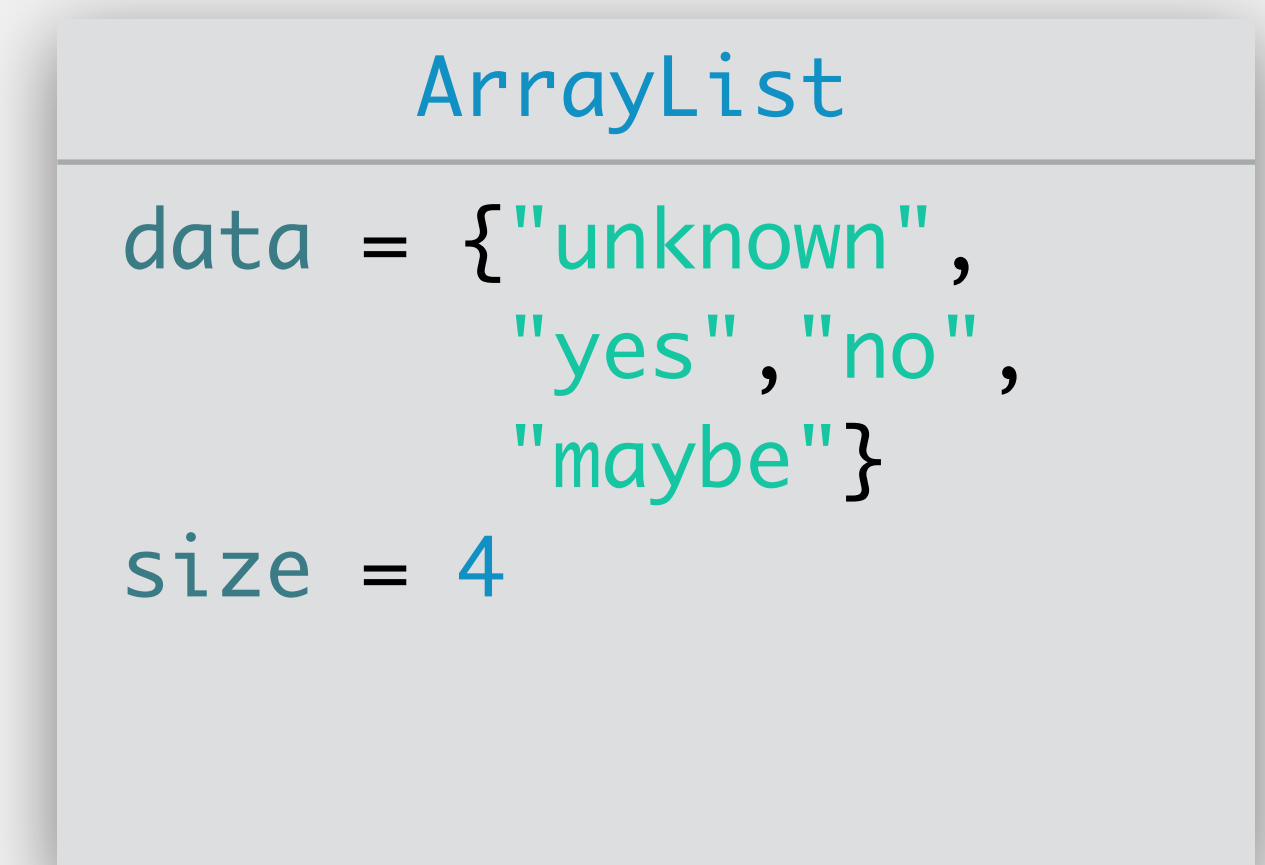 ArrayList
data = {"unknown",
"yes","no",
"maybe"}
size = 4